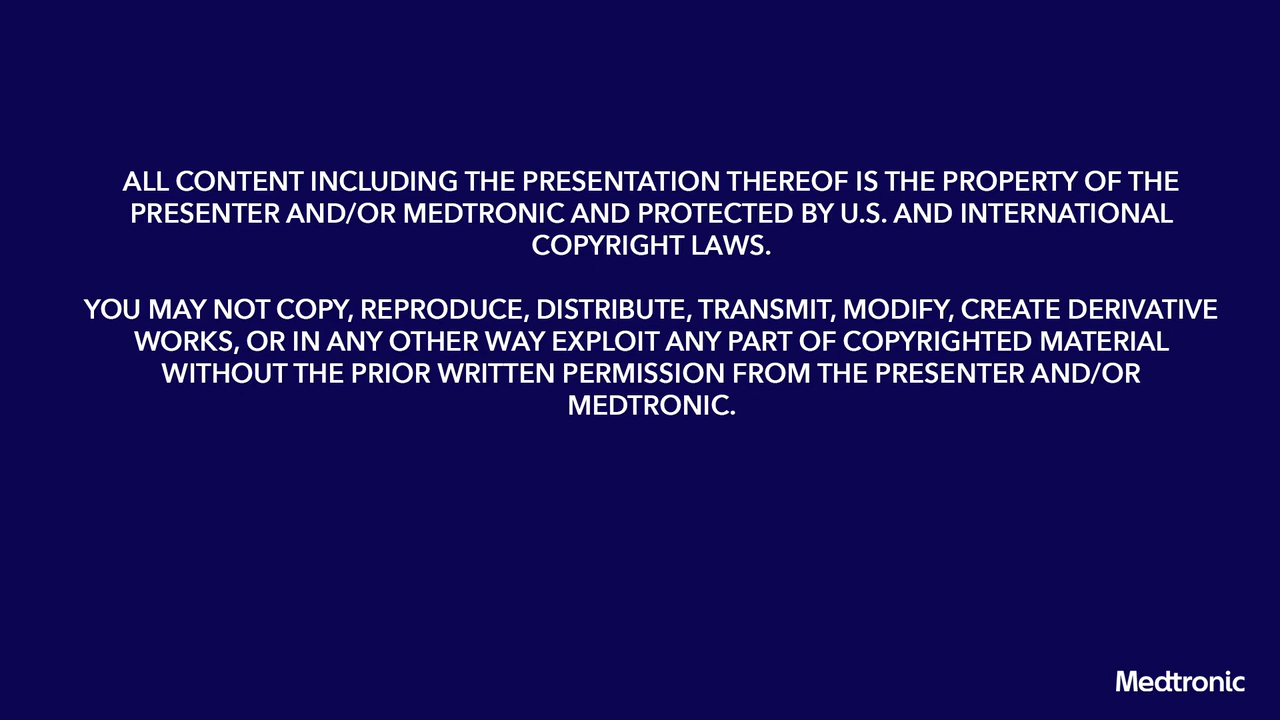 ALL CONTENT INCLUDING THE PRESENTATION THEREOF IS THE PROPERTY OF THE
PRESENTER AND/OR MEDTRONIC AND PROTECTED BY U.S. AND INTERNATIONAL
COPYRIGHT LAWS.
YOU MAY NOT COPY, REPRODUCE, DISTRIBUTE, TRANSMIT, MODIFY, CREATE DERIVATIVE
WORKS, OR IN ANY OTHER WAY EXPLOIT ANY PART OF COPYRIGHTED MATERIAL
WITHOUT THE PRIOR WRITTEN PERMISSION FROM THE PRESENTER AND/OR
MEDTRONIC.
Medtronic